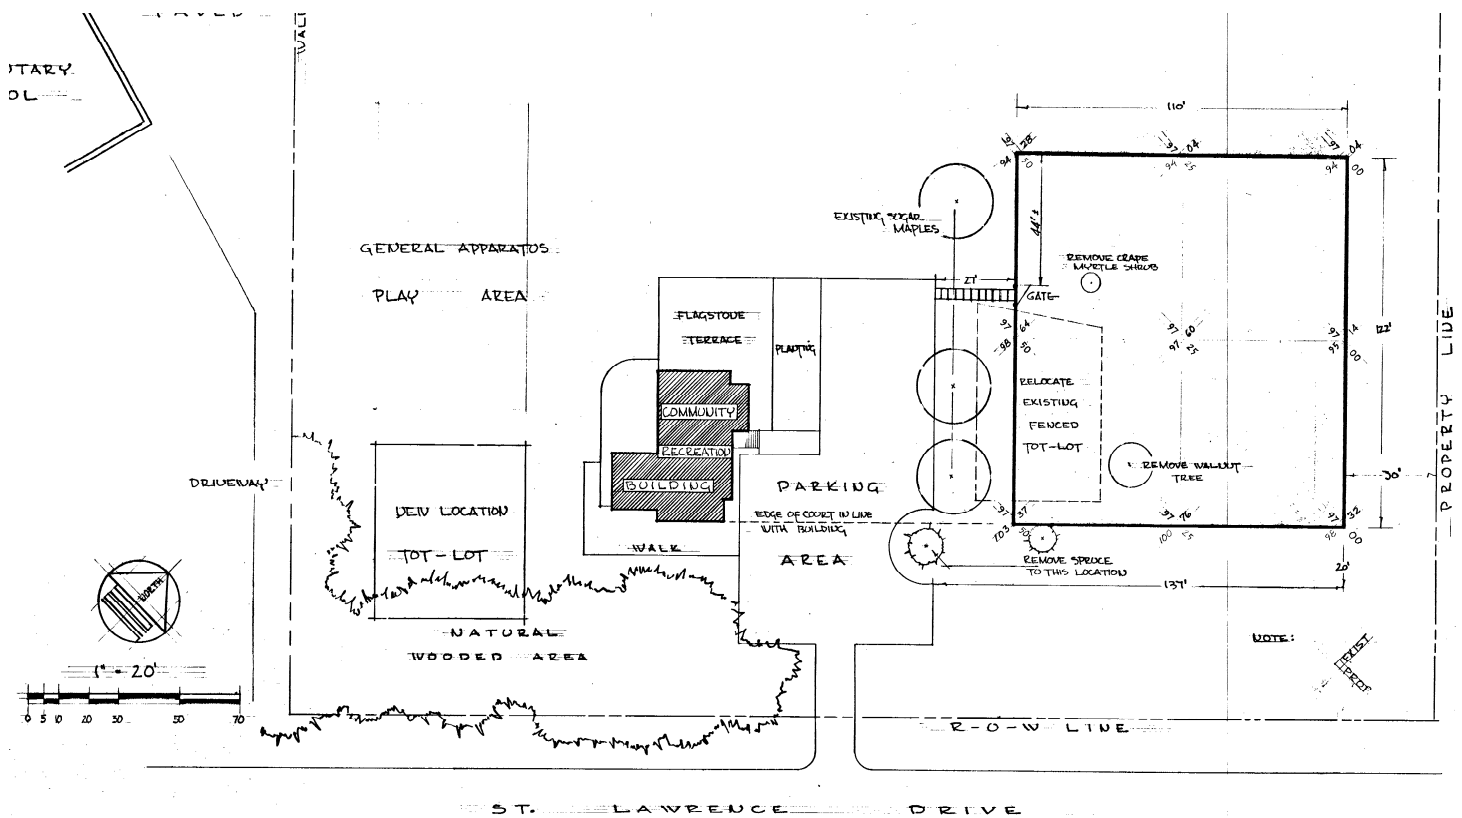 PAVED
WALK
OTARY
OL
110'
GENERAL APPARATUS
PLAY AREA
EXISTING SUGAR
MAPLES
44'±
REMOVE CRAPE
MYRTLE SHRUB
21'
GATE
FLAGSTONE
TERRACE
PLANTING
122'
PROPERTY LINE
COMMUNITY
RECREATION
BUILDING
RELOCATE
EXISTING
FENCED
TOT-LOT
REMOVE WALNUT
TREE
DRIVEWAY
NEW LOCATION
TOT-LOT
PARKING
AREA
EDGE OF COURT IN LINE
WITH BUILDING
WALK
REMOVE SPRUCE
TO THIS LOCATION
20'
137'
NORTH
NATURAL
WOODED AREA
NOTE:
EXIST
PROP
1" = 20'
0 5 10 20 30 50 70
R-O-W LINE
ST. LAWRENCE DRIVE